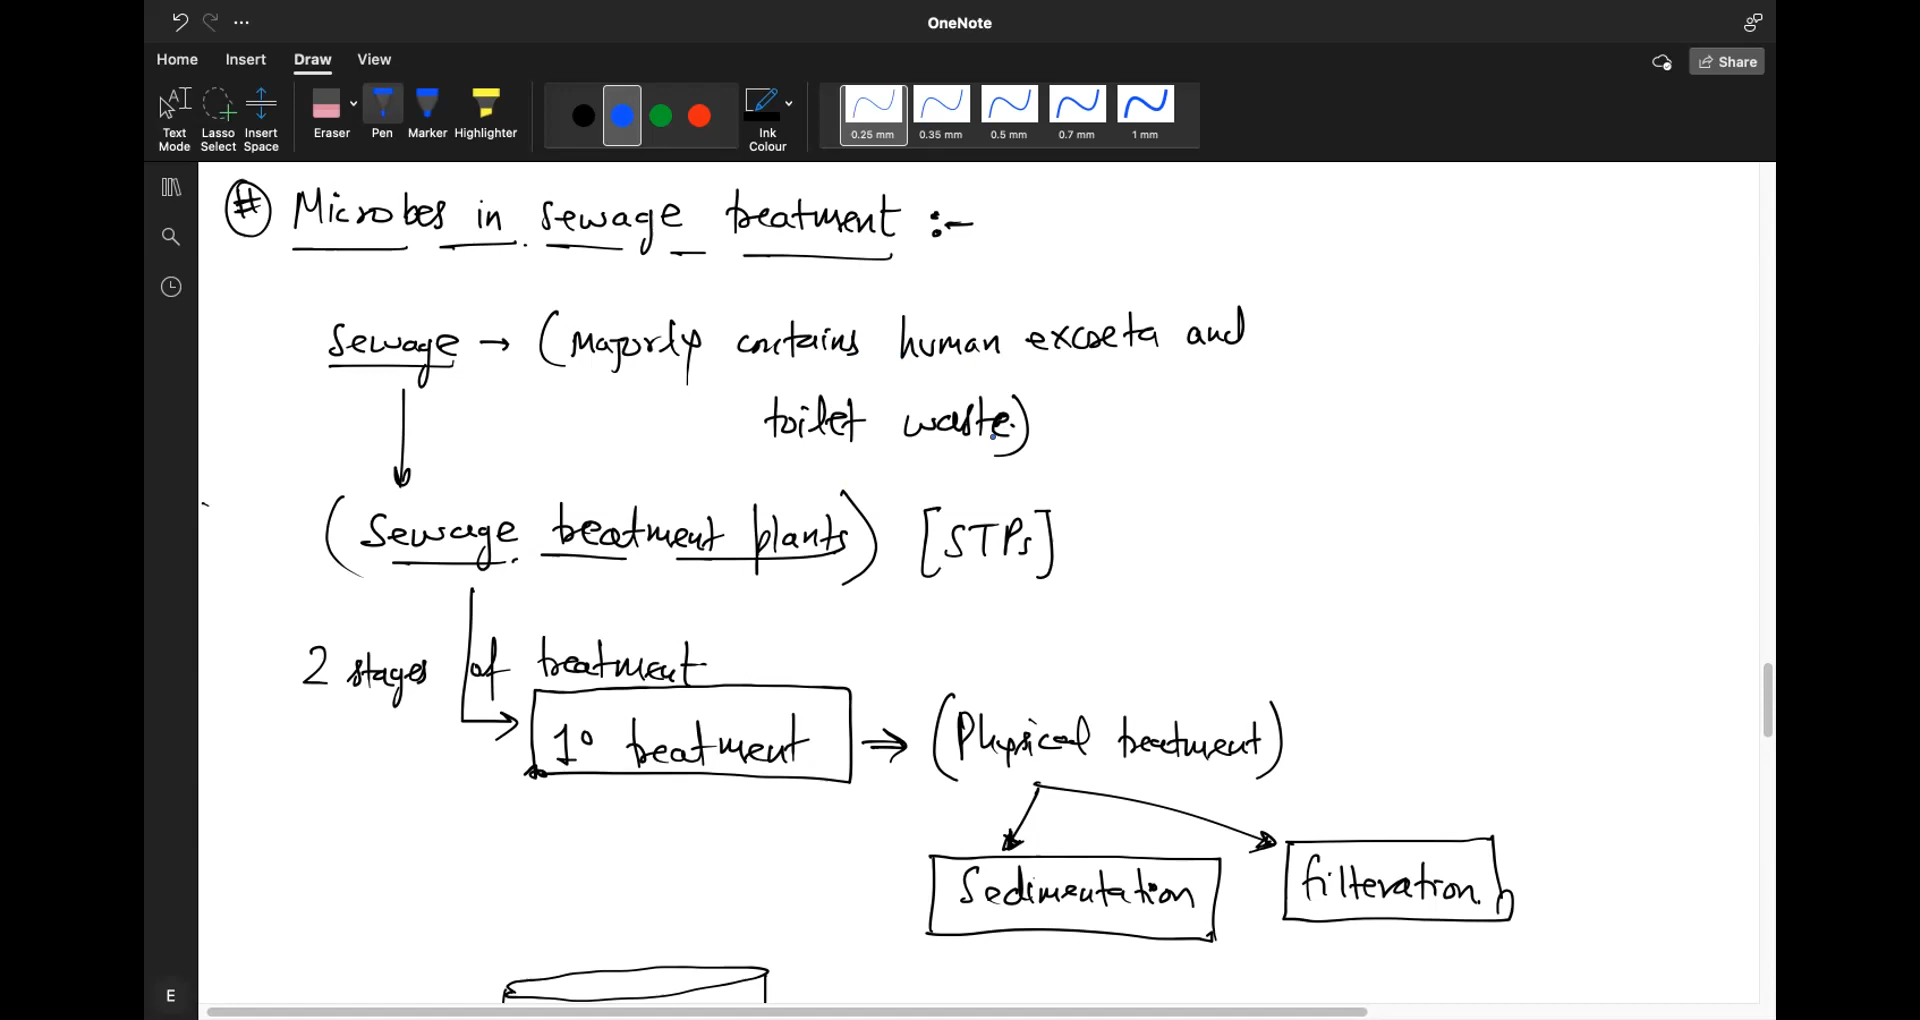 OneNote
Home Insert Draw View
Share
Text Mode
Lasso Select
Insert Space
Eraser
Pen
Marker
Highlighter
Ink Colour
0.25 mm
0.35 mm
0.5 mm
0.7 mm
1 mm
# Microbes in sewage treatment :-
Sewage → (Majorly contains human excreta and
toilet waste.)
(Sewage treatment plants) [STPs]
2 stages of treatment
1° treatment ⇒ (Physical treatment)
Sedimentation
filteration.
E